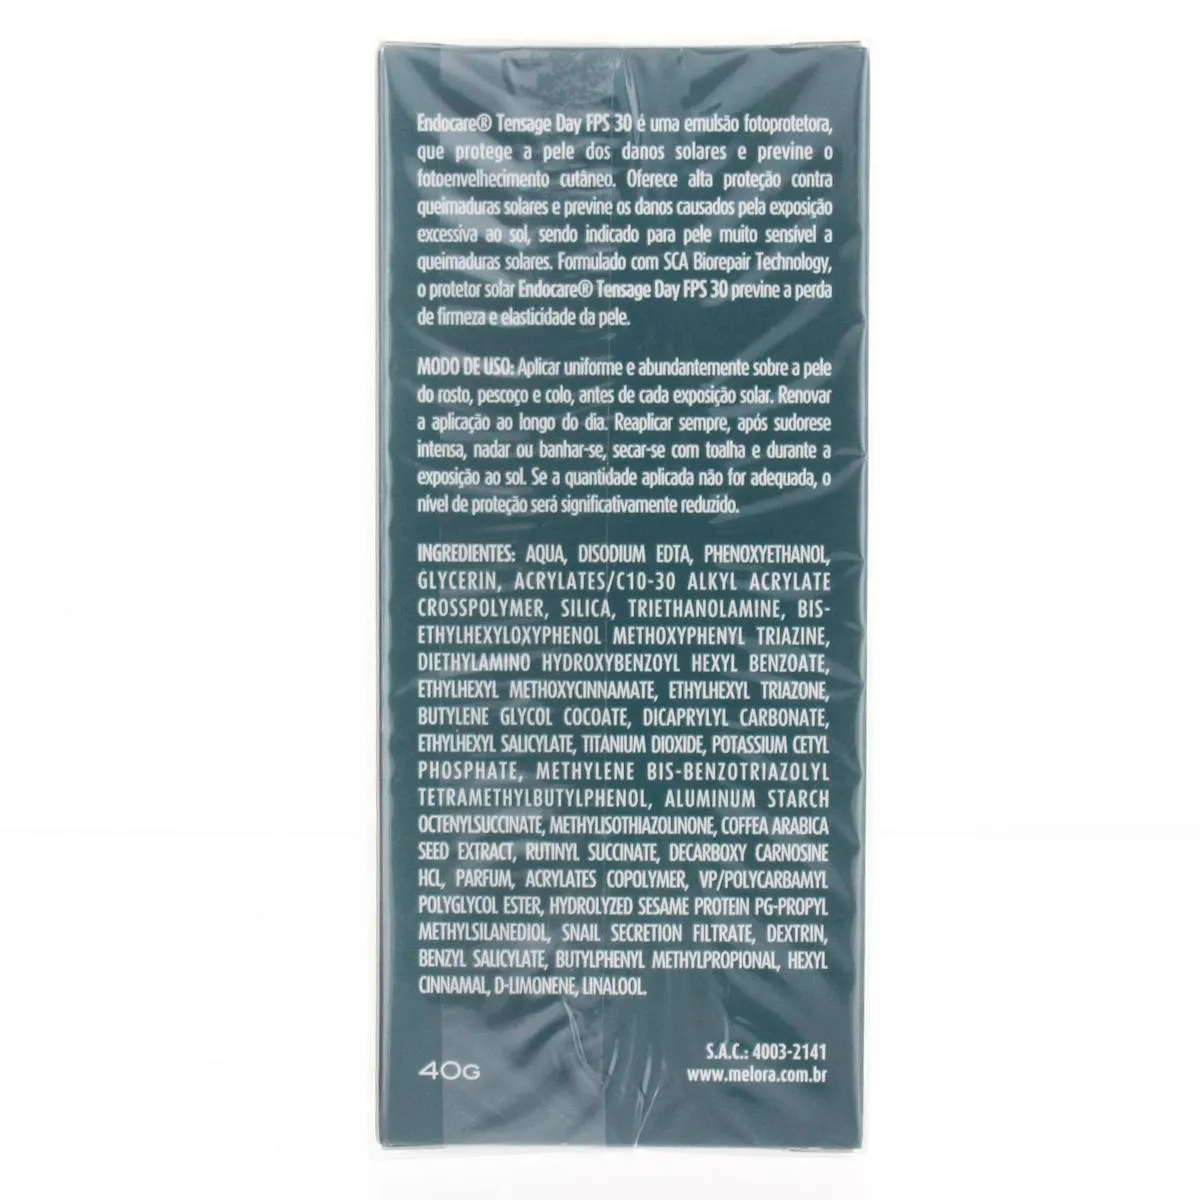 Endocare® Tensage Day FPS 30 é uma emulsão fotoprotetora,
que protege a pele dos danos solares e previne o
fotoenvelhecimento cutâneo. Oferece alta proteção contra
queimaduras solares e previne os danos causados pela exposição
excessiva ao sol, sendo indicado para pele muito sensível a
queimaduras solares. Formulado com SCA Biorepair Technology,
o protetor solar Endocare® Tensage Day FPS 30 previne a perda
de firmeza e elasticidade da pele.
MODO DE USO: Aplicar uniforme e abundantemente sobre a pele
do rosto, pescoço e colo, antes de cada exposição solar. Renovar
a aplicação ao longo do dia. Reaplicar sempre, após sudorese
intensa, nadar ou banhar-se, secar-se com toalha e durante a
exposição ao sol. Se a quantidade aplicada não for adequada, o
nível de proteção será significativamente reduzido.
INGREDIENTES: AQUA, DISODIUM EDTA, PHENOXYETHANOL,
GLYCERIN, ACRYLATES/C10-30 ALKYL ACRYLATE
CROSSPOLYMER, SILICA, TRIETHANOLAMINE, BIS-
ETHYLHEXYLOXYPHENOL METHOXYPHENYL TRIAZINE,
DIETHYLAMINO HYDROXYBENZOYL HEXYL BENZOATE,
ETHYLHEXYL METHOXYCINNAMATE, ETHYLHEXYL TRIAZONE,
BUTYLENE GLYCOL COCOATE, DICAPRYLYL CARBONATE,
ETHYLHEXYL SALICYLATE, TITANIUM DIOXIDE, POTASSIUM CETYL
PHOSPHATE, METHYLENE BIS-BENZOTRIAZOLYL
TETRAMETHYLBUTYLPHENOL, ALUMINUM STARCH
OCTENYLSUCCINATE, METHYLISOTHIAZOLINONE, COFFEA ARABICA
SEED EXTRACT, RUTINYL SUCCINATE, DECARBOXY CARNOSINE
HCL, PARFUM, ACRYLATES COPOLYMER, VP/POLYCARBAMYL
POLYGLYCOL ESTER, HYDROLYZED SESAME PROTEIN PG-PROPYL
METHYLSILANEDIOL, SNAIL SECRETION FILTRATE, DEXTRIN,
BENZYL SALICYLATE, BUTYLPHENYL METHYLPROPIONAL, HEXYL
CINNAMAL, D-LIMONENE, LINALOOL.
S.A.C.: 4003-2141
40G
www.melora.com.br